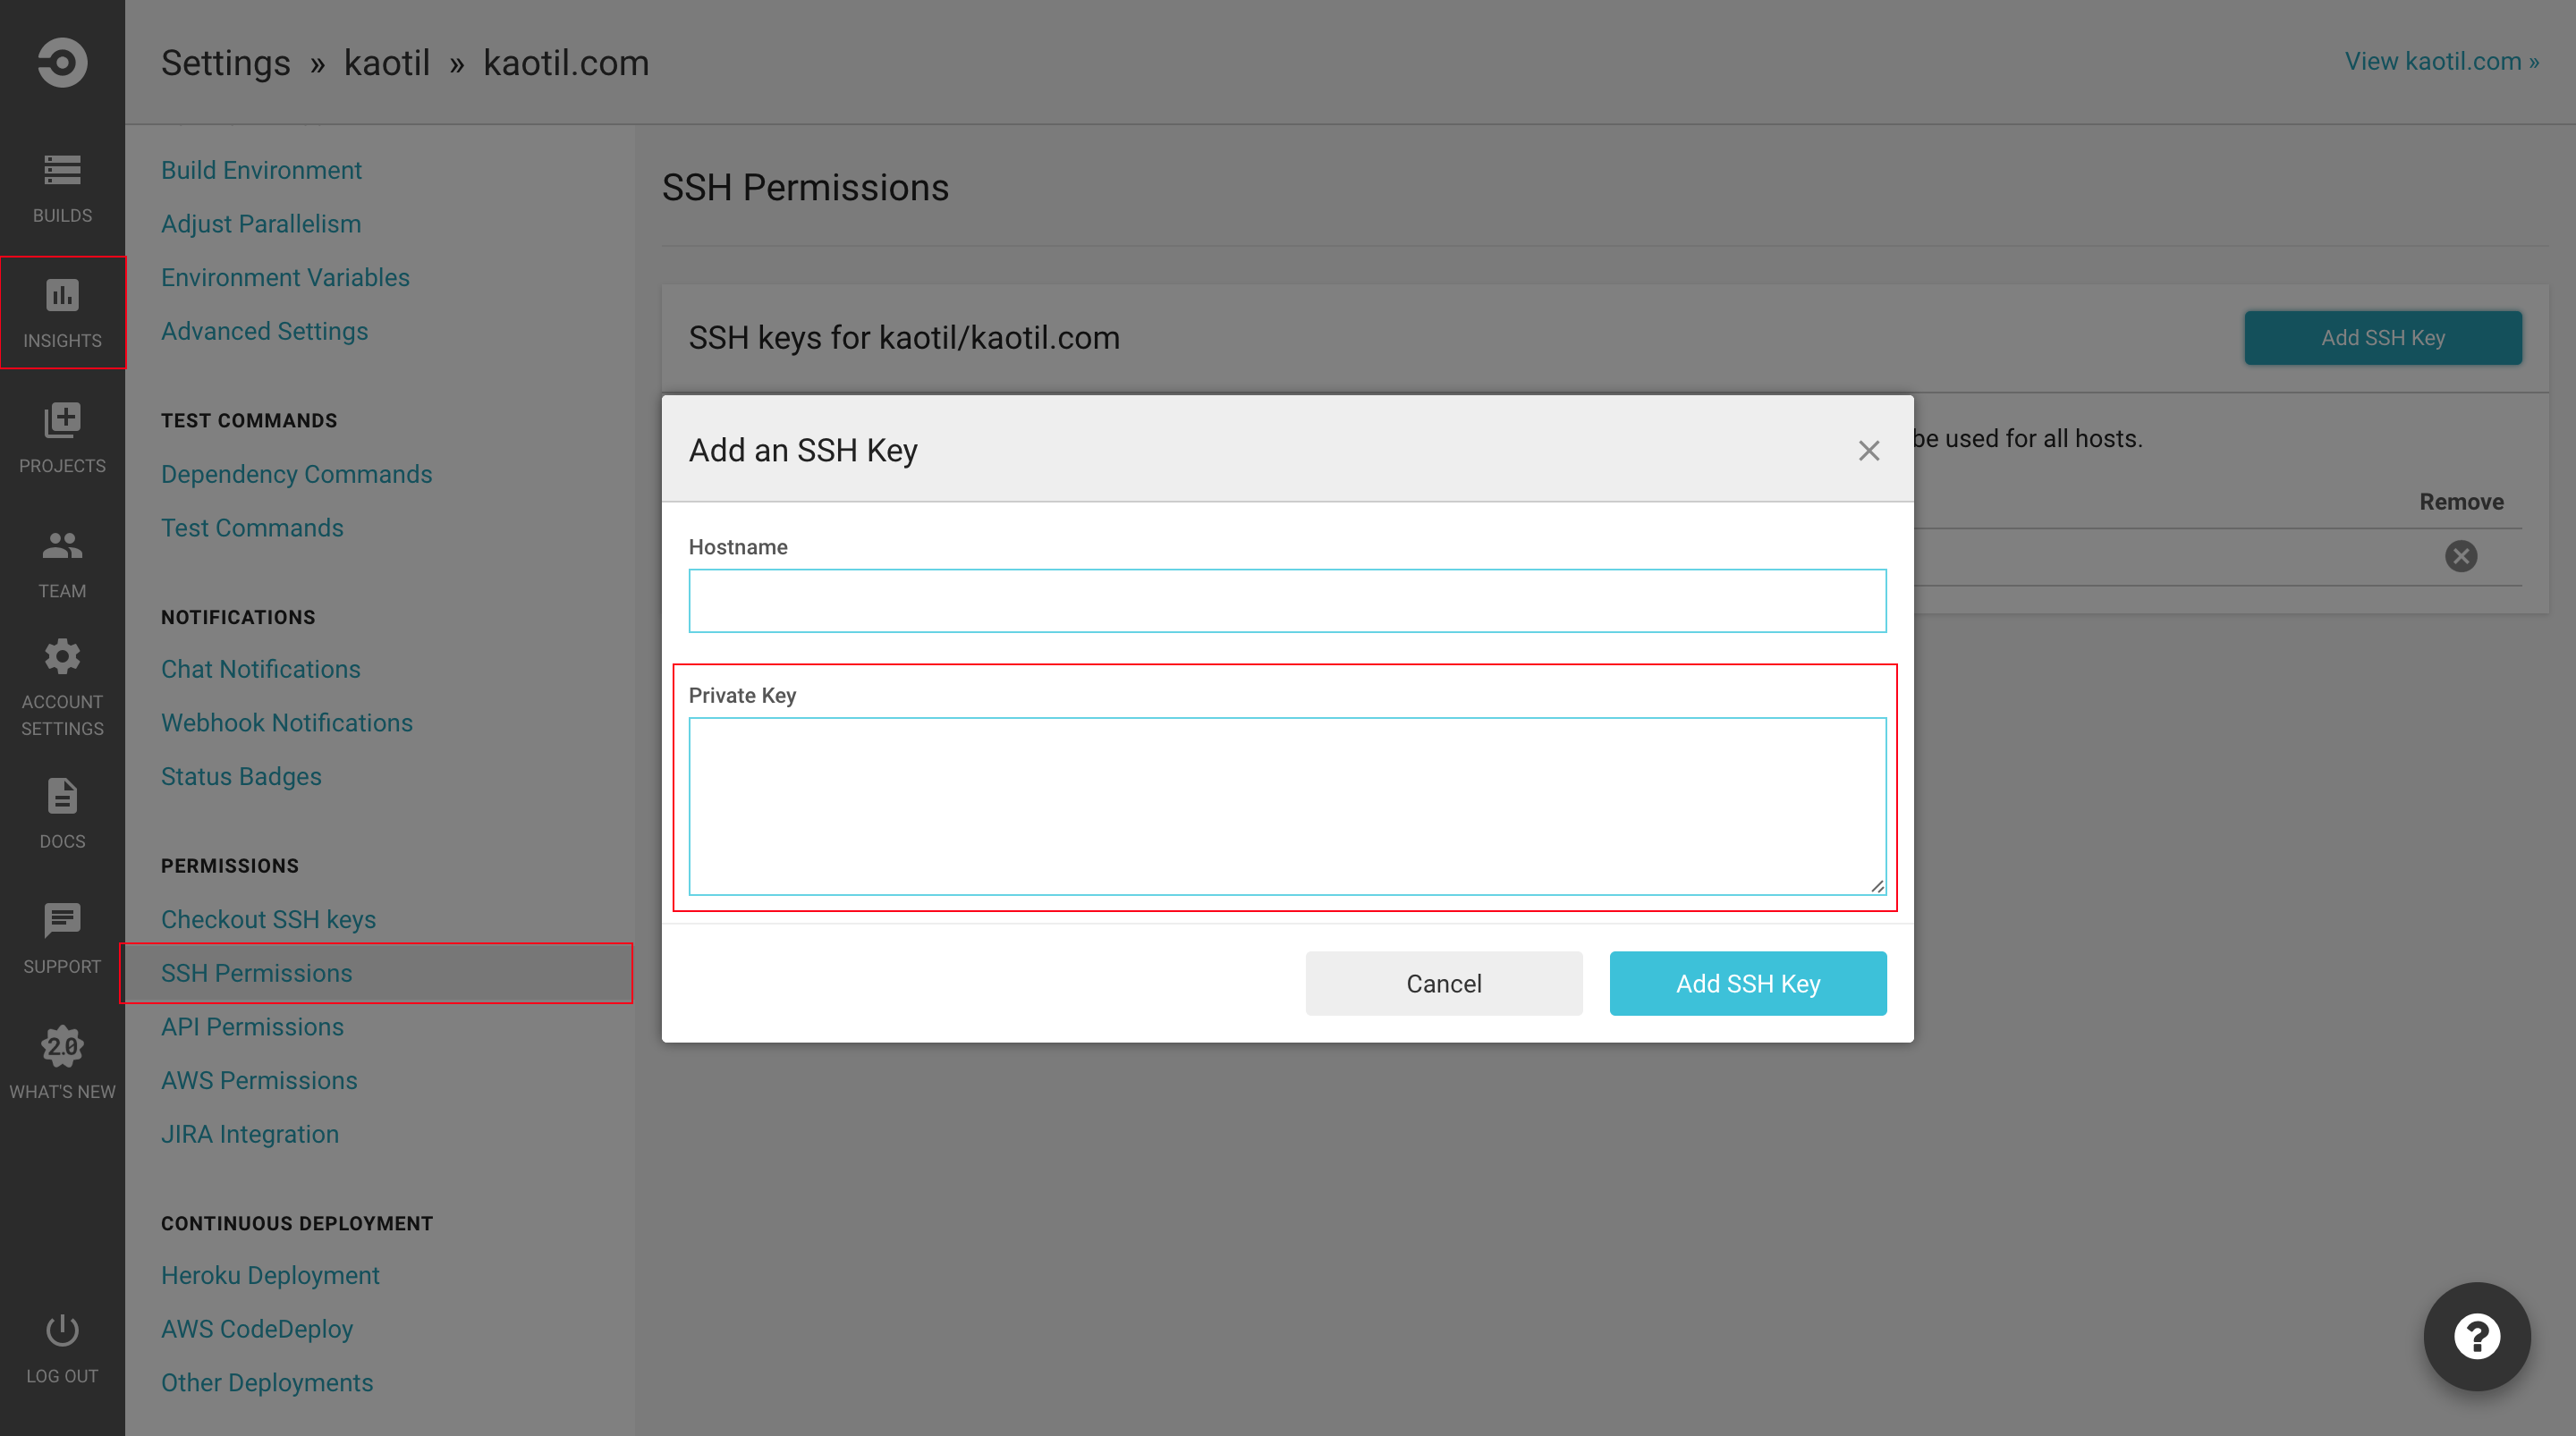 Settings » kaotil » kaotil.com
View kaotil.com »
BUILDS
INSIGHTS
PROJECTS
TEAM
ACCOUNT
SETTINGS
DOCS
SUPPORT
2.0
WHAT'S NEW
LOG OUT
Build Environment
Adjust Parallelism
Environment Variables
Advanced Settings
TEST COMMANDS
Dependency Commands
Test Commands
NOTIFICATIONS
Chat Notifications
Webhook Notifications
Status Badges
PERMISSIONS
Checkout SSH keys
SSH Permissions
API Permissions
AWS Permissions
JIRA Integration
CONTINUOUS DEPLOYMENT
Heroku Deployment
AWS CodeDeploy
Other Deployments
SSH Permissions
SSH keys for kaotil/kaotil.com
Add SSH Key
be used for all hosts.
Remove
Add an SSH Key
Hostname
Private Key
Cancel
Add SSH Key